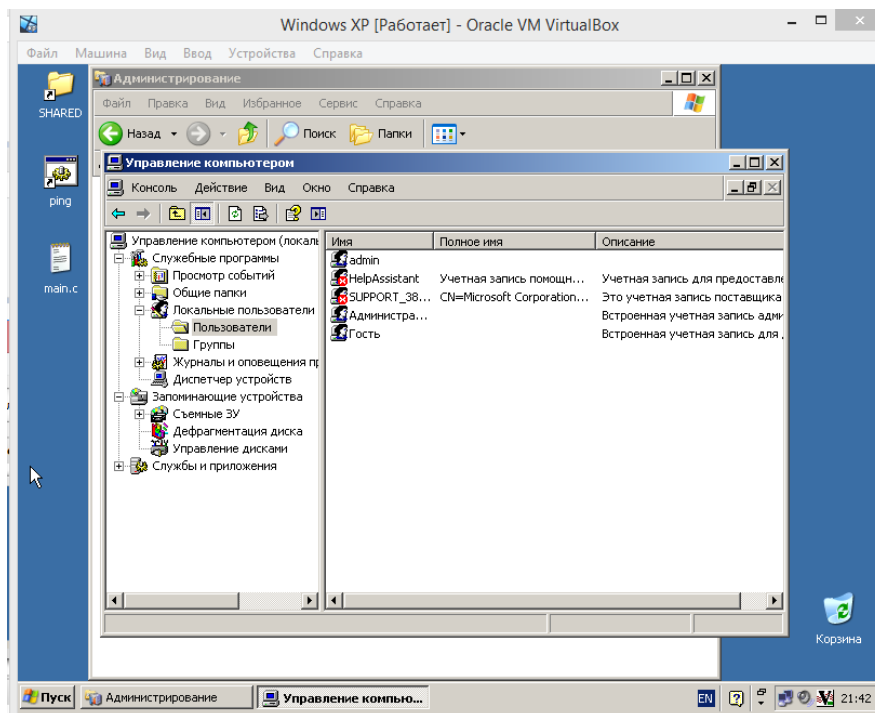 Windows XP [Работает] - Oracle VM VirtualBox
Файл Машина Вид Ввод Устройства Справка
SHARED
ping
main.c
Администрирование
Файл Правка Вид Избранное Сервис Справка
Назад Поиск Папки
Управление компьютером
Консоль Действие Вид Окно Справка
Управление компьютером (локаль
Служебные программы
Просмотр событий
Общие папки
Локальные пользователи
Пользователи
Группы
Журналы и оповещения пр
Диспетчер устройств
Запоминающие устройства
Съемные ЗУ
Дефрагментация диска
Управление дисками
Службы и приложения
Имя Полное имя Описание
admin
HelpAssistant Учетная запись помощн... Учетная запись для предоставле
SUPPORT_38... CN=Microsoft Corporation... Это учетная запись поставщика
Администра... Встроенная учетная запись адми
Гость Встроенная учетная запись для
Корзина
Пуск Администрирование Управление компью... EN 21:42